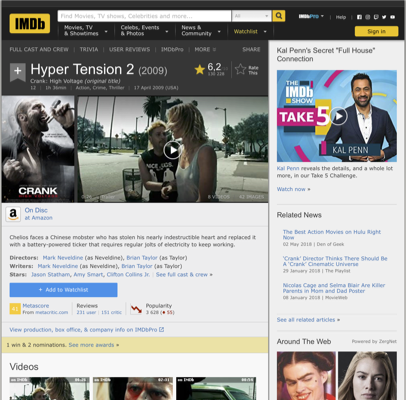 IMDb
Find Movies, TV shows, Celebrities and more...
All
IMDbPro
Help
Movies, TV
& Showtimes
Celebs, Events
& Photos
News &
Community
Watchlist
Sign in
FULL CAST AND CREW | TRIVIA | USER REVIEWS | IMDbPro | MORE
SHARE
Hyper Tension 2 (2009)
Crank: High Voltage (original title)
12 | 1h 36min | Action, Crime, Thriller | 17 April 2009 (USA)
6,2
Rate
This
CRANK
NICE JUGS.
On Disc
at Amazon
Chelios faces a Chinese mobster who has stolen his nearly indestructible heart and replaced it
with a battery-powered ticker that requires regular jolts of electricity to keep working.
Directors: Mark Neveldine (as Neveldine), Brian Taylor (as Taylor)
Writers: Mark Neveldine (as Neveldine), Brian Taylor (as Taylor)
Stars: Jason Statham, Amy Smart, Clifton Collins Jr. | See full cast & crew »
+ Add to Watchlist
Metascore
From metacritic.com
Reviews
231 user | 151 critic
Popularity
3 628 (55)
View production, box office, & company info on IMDbPro
1 win & 2 nominations. See more awards »
Videos
Kal Penn's Secret "Full House"
Connection
THE IMDb SHOW
TAKE 5
KAL PENN
Kal Penn reveals the details, and a whole lot
more, in our Take 5 Challenge.
Watch now »
Related News
The Best Action Movies on Hulu Right
Now
02 May 2018 | Den of Geek
'Crank' Director Thinks There Should Be
A 'Crank' Cinematic Universe
29 January 2018 | The Playlist
Nicolas Cage and Selma Blair Are Killer
Parents in Mom and Dad Poster
08 January 2018 | MovieWeb
See all related articles »
Around The Web
Powered by ZergNet